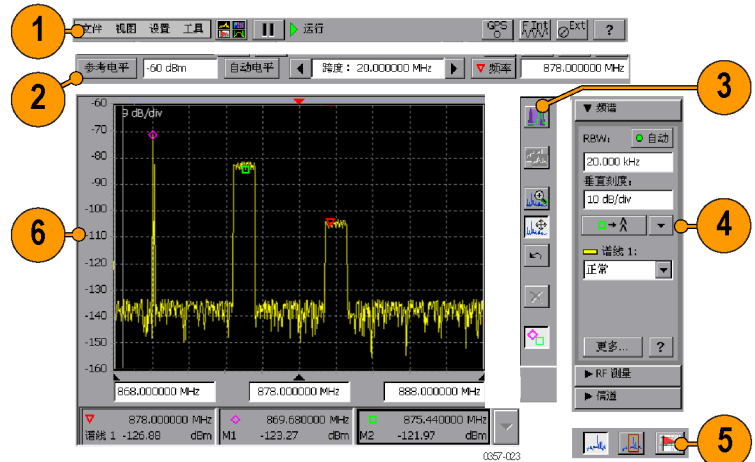 1
文件 视图 设置 工具
运行
GPS
F Int
Ext
?
2
参考电平
-60 dBm
自动电平
跨度: 20.000000 MHz
频率
878.000000 MHz
3
-60
9 dB/div
-70
-80
-90
-100
-110
-120
-130
-140
-150
-160
6
868.000000 MHz
878.000000 MHz
888.000000 MHz
878.000000 MHz
谱线 1 -126.88 dBm
869.680000 MHz
M1 -123.27 dBm
875.440000 MHz
M2 -121.97 dBm
频谱
RBW:
自动
20.000 kHz
垂直刻度:
10 dB/div
4
谱线 1:
正常
更多...
?
RF 测量
信道
5
0357-023